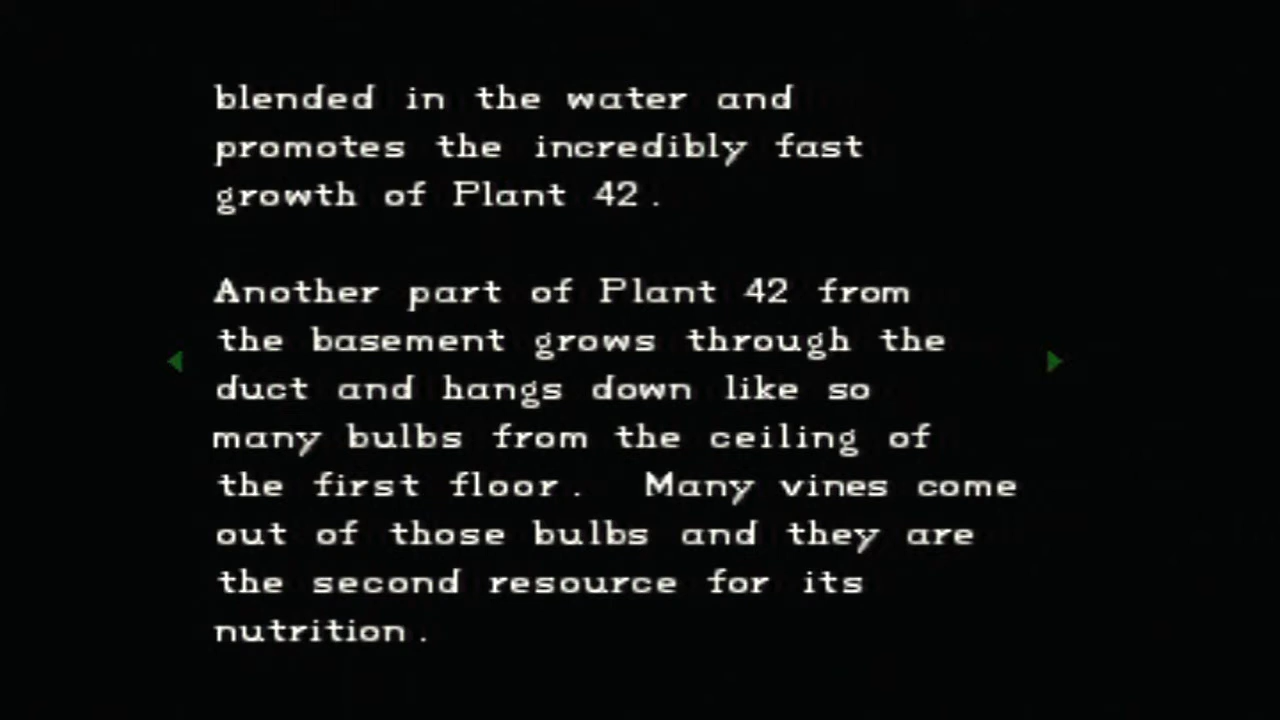 blended in the water and
promotes the incredibly fast
growth of Plant 42.
Another part of Plant 42 from
the basement grows through the
duct and hangs down like so
many bulbs from the ceiling of
the first floor.  Many vines come
out of those bulbs and they are
the second resource for its
nutrition.